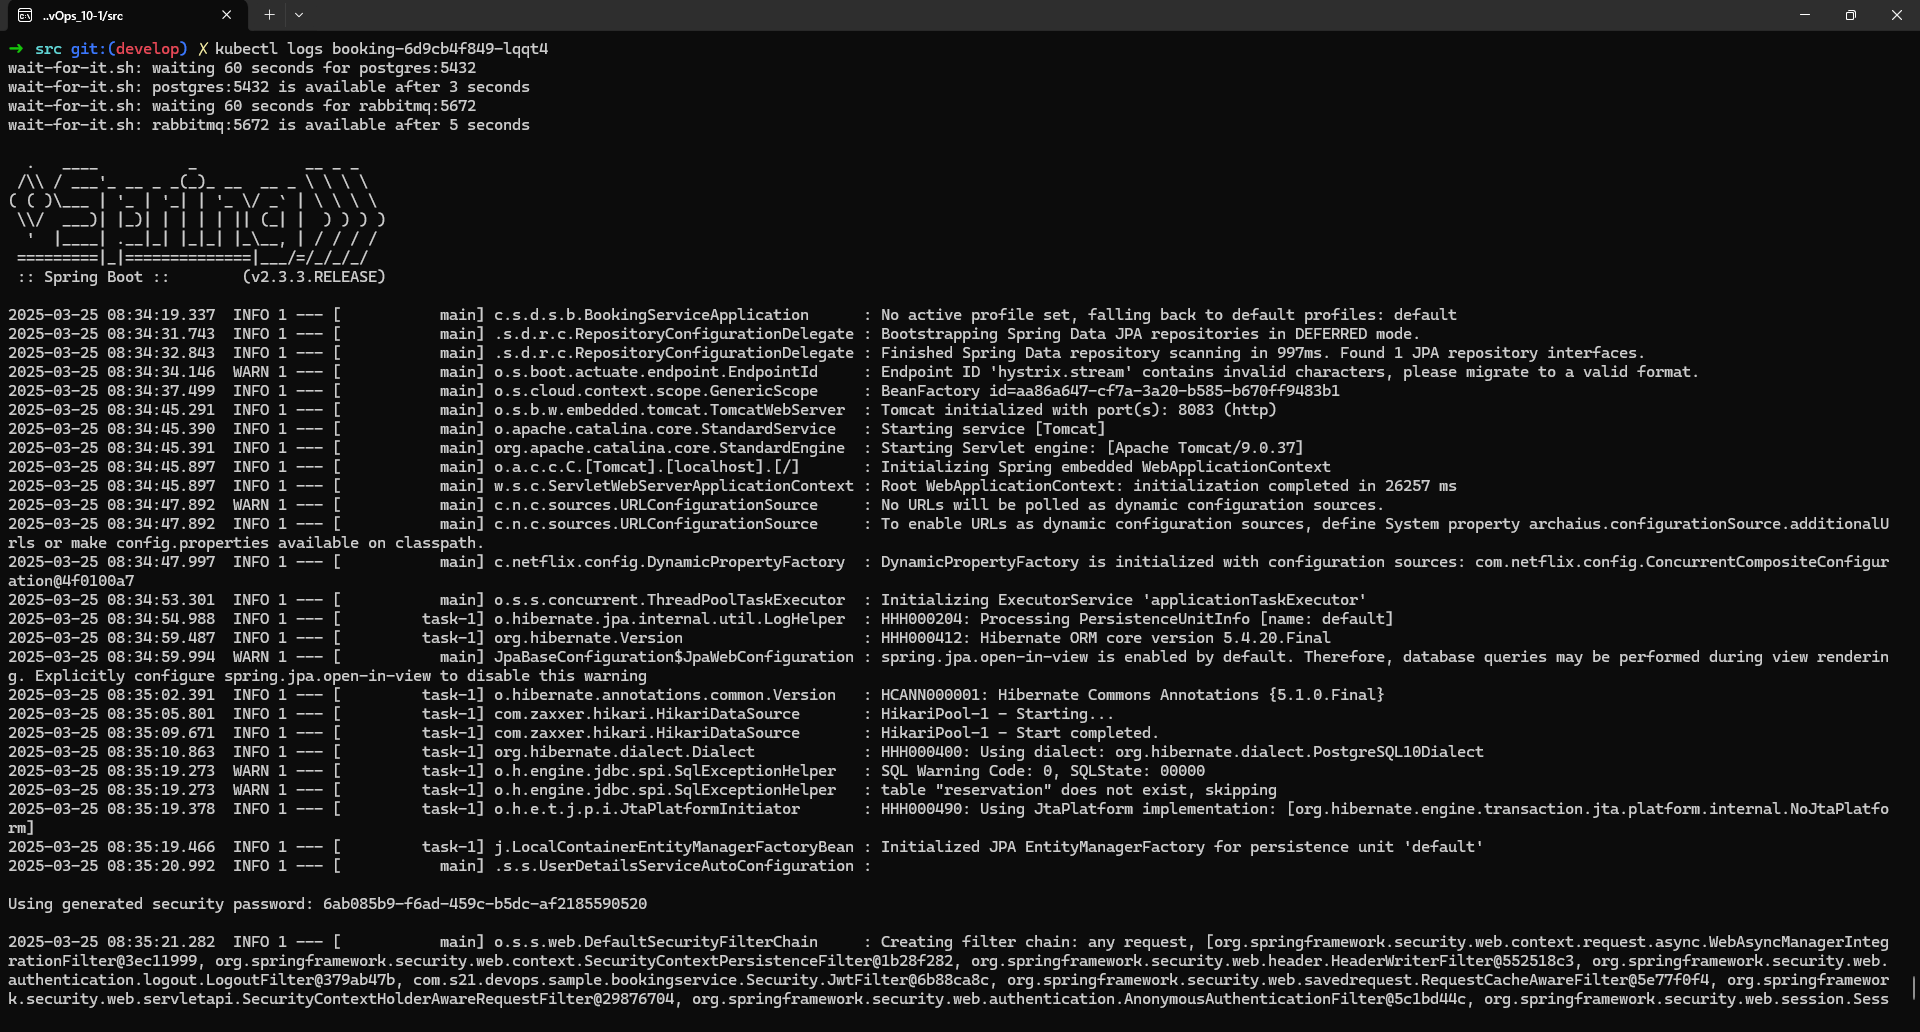 ..vOps_10-1/src
➜ src git:(develop) ✗ kubectl logs booking-6d9cb4f849-lqqt4
wait-for-it.sh: waiting 60 seconds for postgres:5432
wait-for-it.sh: postgres:5432 is available after 3 seconds
wait-for-it.sh: waiting 60 seconds for rabbitmq:5672
wait-for-it.sh: rabbitmq:5672 is available after 5 seconds

  .   ____          _            __ _ _
 /\\ / ___'_ __ _ _(_)_ __  __ _ \ \ \ \
( ( )\___ | '_ | '_| | '_ \/ _` | \ \ \ \
 \\/  ___)| |_)| | | | | || (_| |  ) ) ) )
  '  |____| .__|_| |_|_| |_\__, | / / / /
 =========|_|==============|___/=/_/_/_/
 :: Spring Boot ::        (v2.3.3.RELEASE)

2025-03-25 08:34:19.337  INFO 1 --- [           main] c.s.d.s.b.BookingServiceApplication      : No active profile set, falling back to default profiles: default
2025-03-25 08:34:31.743  INFO 1 --- [           main] .s.d.r.c.RepositoryConfigurationDelegate : Bootstrapping Spring Data JPA repositories in DEFERRED mode.
2025-03-25 08:34:32.843  INFO 1 --- [           main] .s.d.r.c.RepositoryConfigurationDelegate : Finished Spring Data repository scanning in 997ms. Found 1 JPA repository interfaces.
2025-03-25 08:34:34.146  WARN 1 --- [           main] o.s.boot.actuate.endpoint.EndpointId     : Endpoint ID 'hystrix.stream' contains invalid characters, please migrate to a valid format.
2025-03-25 08:34:37.499  INFO 1 --- [           main] o.s.cloud.context.scope.GenericScope     : BeanFactory id=aa86a647-cf7a-3a20-b585-b670ff9483b1
2025-03-25 08:34:45.291  INFO 1 --- [           main] o.s.b.w.embedded.tomcat.TomcatWebServer  : Tomcat initialized with port(s): 8083 (http)
2025-03-25 08:34:45.390  INFO 1 --- [           main] o.apache.catalina.core.StandardService   : Starting service [Tomcat]
2025-03-25 08:34:45.391  INFO 1 --- [           main] org.apache.catalina.core.StandardEngine  : Starting Servlet engine: [Apache Tomcat/9.0.37]
2025-03-25 08:34:45.897  INFO 1 --- [           main] o.a.c.c.C.[Tomcat].[localhost].[/]       : Initializing Spring embedded WebApplicationContext
2025-03-25 08:34:45.897  INFO 1 --- [           main] w.s.c.ServletWebServerApplicationContext : Root WebApplicationContext: initialization completed in 26257 ms
2025-03-25 08:34:47.892  WARN 1 --- [           main] c.n.c.sources.URLConfigurationSource     : No URLs will be polled as dynamic configuration sources.
2025-03-25 08:34:47.892  INFO 1 --- [           main] c.n.c.sources.URLConfigurationSource     : To enable URLs as dynamic configuration sources, define System property archaius.configurationSource.additionalU
rls or make config.properties available on classpath.
2025-03-25 08:34:47.997  INFO 1 --- [           main] c.netflix.config.DynamicPropertyFactory  : DynamicPropertyFactory is initialized with configuration sources: com.netflix.config.ConcurrentCompositeConfigur
ation@4f0100a7
2025-03-25 08:34:53.301  INFO 1 --- [           main] o.s.s.concurrent.ThreadPoolTaskExecutor  : Initializing ExecutorService 'applicationTaskExecutor'
2025-03-25 08:34:54.988  INFO 1 --- [         task-1] o.hibernate.jpa.internal.util.LogHelper  : HHH000204: Processing PersistenceUnitInfo [name: default]
2025-03-25 08:34:59.487  INFO 1 --- [         task-1] org.hibernate.Version                    : HHH000412: Hibernate ORM core version 5.4.20.Final
2025-03-25 08:34:59.994  WARN 1 --- [           main] JpaBaseConfiguration$JpaWebConfiguration : spring.jpa.open-in-view is enabled by default. Therefore, database queries may be performed during view renderin
g. Explicitly configure spring.jpa.open-in-view to disable this warning
2025-03-25 08:35:02.391  INFO 1 --- [         task-1] o.hibernate.annotations.common.Version   : HCANN000001: Hibernate Commons Annotations {5.1.0.Final}
2025-03-25 08:35:05.801  INFO 1 --- [         task-1] com.zaxxer.hikari.HikariDataSource       : HikariPool-1 - Starting...
2025-03-25 08:35:09.671  INFO 1 --- [         task-1] com.zaxxer.hikari.HikariDataSource       : HikariPool-1 - Start completed.
2025-03-25 08:35:10.863  INFO 1 --- [         task-1] org.hibernate.dialect.Dialect            : HHH000400: Using dialect: org.hibernate.dialect.PostgreSQL10Dialect
2025-03-25 08:35:19.273  WARN 1 --- [         task-1] o.h.engine.jdbc.spi.SqlExceptionHelper   : SQL Warning Code: 0, SQLState: 00000
2025-03-25 08:35:19.273  WARN 1 --- [         task-1] o.h.engine.jdbc.spi.SqlExceptionHelper   : table "reservation" does not exist, skipping
2025-03-25 08:35:19.378  INFO 1 --- [         task-1] o.h.e.t.j.p.i.JtaPlatformInitiator       : HHH000490: Using JtaPlatform implementation: [org.hibernate.engine.transaction.jta.platform.internal.NoJtaPlatfo
rm]
2025-03-25 08:35:19.466  INFO 1 --- [         task-1] j.LocalContainerEntityManagerFactoryBean : Initialized JPA EntityManagerFactory for persistence unit 'default'
2025-03-25 08:35:20.992  INFO 1 --- [           main] .s.s.UserDetailsServiceAutoConfiguration :

Using generated security password: 6ab085b9-f6ad-459c-b5dc-af2185590520

2025-03-25 08:35:21.282  INFO 1 --- [           main] o.s.s.web.DefaultSecurityFilterChain     : Creating filter chain: any request, [org.springframework.security.web.context.request.async.WebAsyncManagerInteg
rationFilter@3ec11999, org.springframework.security.web.context.SecurityContextPersistenceFilter@1b28f282, org.springframework.security.web.header.HeaderWriterFilter@552518c3, org.springframework.security.web.
authentication.logout.LogoutFilter@379ab47b, com.s21.devops.sample.bookingservice.Security.JwtFilter@6b88ca8c, org.springframework.security.web.savedrequest.RequestCacheAwareFilter@5e77f0f4, org.springframewor
k.security.web.servletapi.SecurityContextHolderAwareRequestFilter@29876704, org.springframework.security.web.authentication.AnonymousAuthenticationFilter@5c1bd44c, org.springframework.security.web.session.Sess